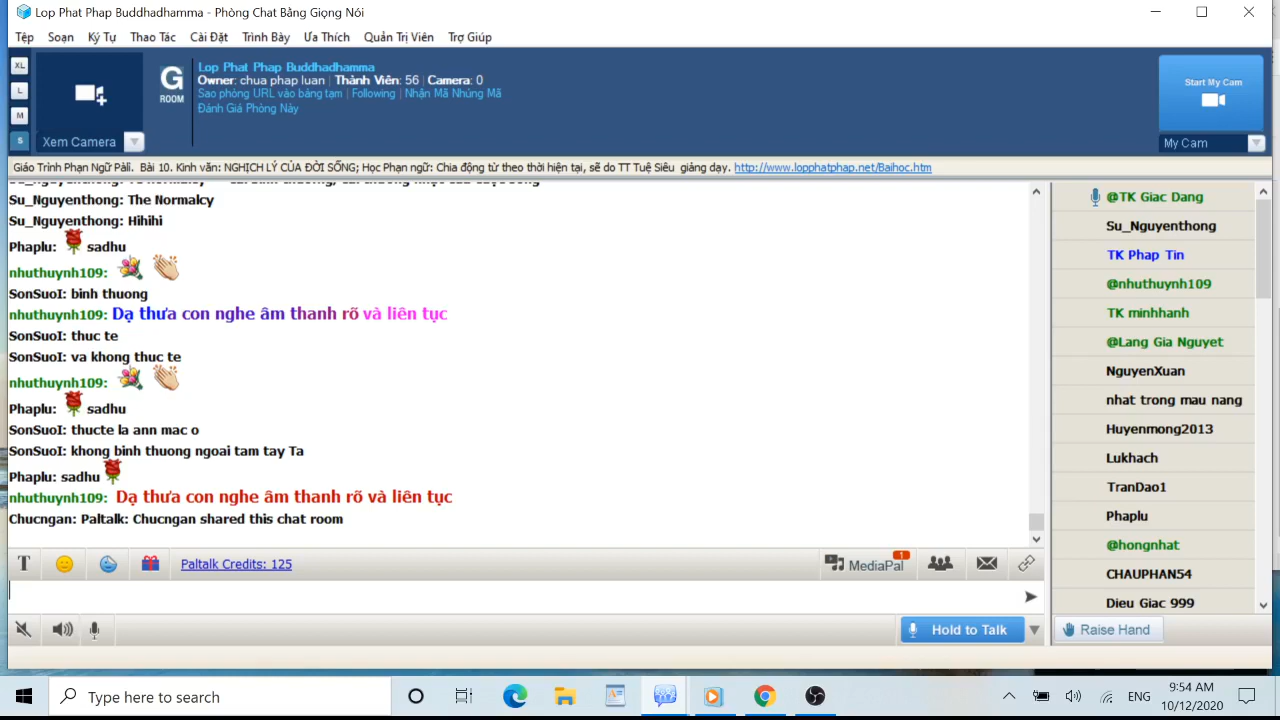 Lop Phat Phap Buddhadhamma - Phòng Chat Bằng Giọng Nói
Tệp Soạn Ký Tự Thao Tác Cài Đặt Trình Bày Ưa Thích Quản Trị Viên Trợ Giúp
XL
L
M
S
Xem Camera
G
ROOM
Lop Phat Phap Buddhadhamma
Owner: chua phap luan | Thành Viên: 56 | Camera: 0
Sao phòng URL vào bảng tạm | Following | Nhận Mã Nhúng Mã
Đánh Giá Phòng Này
Start My Cam
My Cam
Giáo Trình Phạn Ngữ Pàli. Bài 10. Kinh văn: NGHỊCH LÝ CỦA ĐỜI SỐNG; Học Phạn ngữ: Chia động từ theo thời hiện tại, sẽ do TT Tuệ Siêu giảng dạy. http://www.lopphatphap.net/Baihoc.htm
Su_Nguyenthong: The Normalcy
Su_Nguyenthong: Hihihi
Phaplu: sadhu
nhuthuynh109:
SonSuoI: binh thuong
nhuthuynh109: Dạ thưa con nghe âm thanh rõ và liên tục
SonSuoI: thuc te
SonSuoI: va khong thuc te
nhuthuynh109:
Phaplu: sadhu
SonSuoI: thucte la ann mac o
SonSuoI: khong binh thuong ngoai tam tay Ta
Phaplu: sadhu
nhuthuynh109: Dạ thưa con nghe âm thanh rõ và liên tục
Chucngan: Paltalk: Chucngan shared this chat room
@TK Giac Dang
Su_Nguyenthong
TK Phap Tin
@nhuthuynh109
TK minhhanh
@Lang Gia Nguyet
NguyenXuan
nhat trong mau nang
Huyenmong2013
Lukhach
TranDao1
Phaplu
@hongnhat
CHAUPHAN54
Dieu Giac 999
T
Paltalk Credits: 125
MediaPal
1
Hold to Talk
Raise Hand
Type here to search
ENG
9:54 AM
10/12/2020